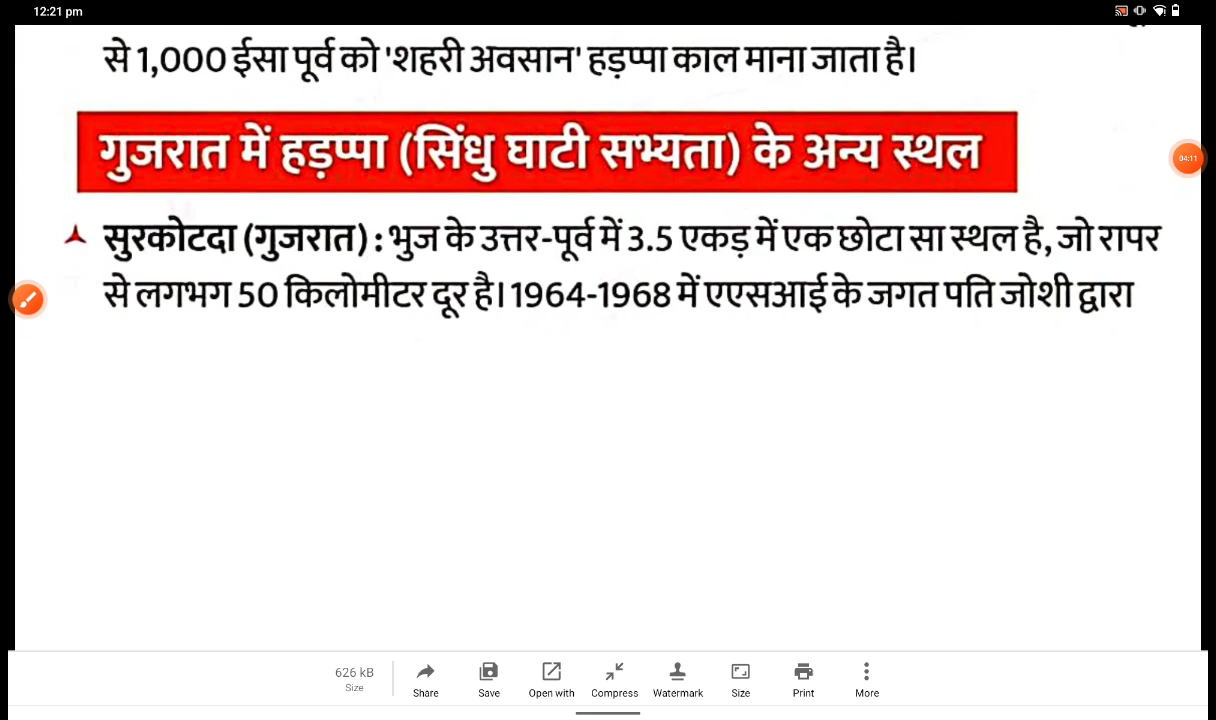 12:21 pm
से 1,000 ईसा पूर्व को 'शहरी अवसान' हड़प्पा काल माना जाता है।
गुजरात में हड़प्पा (सिंधु घाटी सभ्यता) के अन्य स्थल
04:11
सुरकोटदा (गुजरात) : भुज के उत्तर-पूर्व में 3.5 एकड़ में एक छोटा सा स्थल है, जो रापर
से लगभग 50 किलोमीटर दूर है। 1964-1968 में एएसआई के जगत पति जोशी द्वारा
626 kB
Size
Share Save Open with Compress Watermark Size Print More